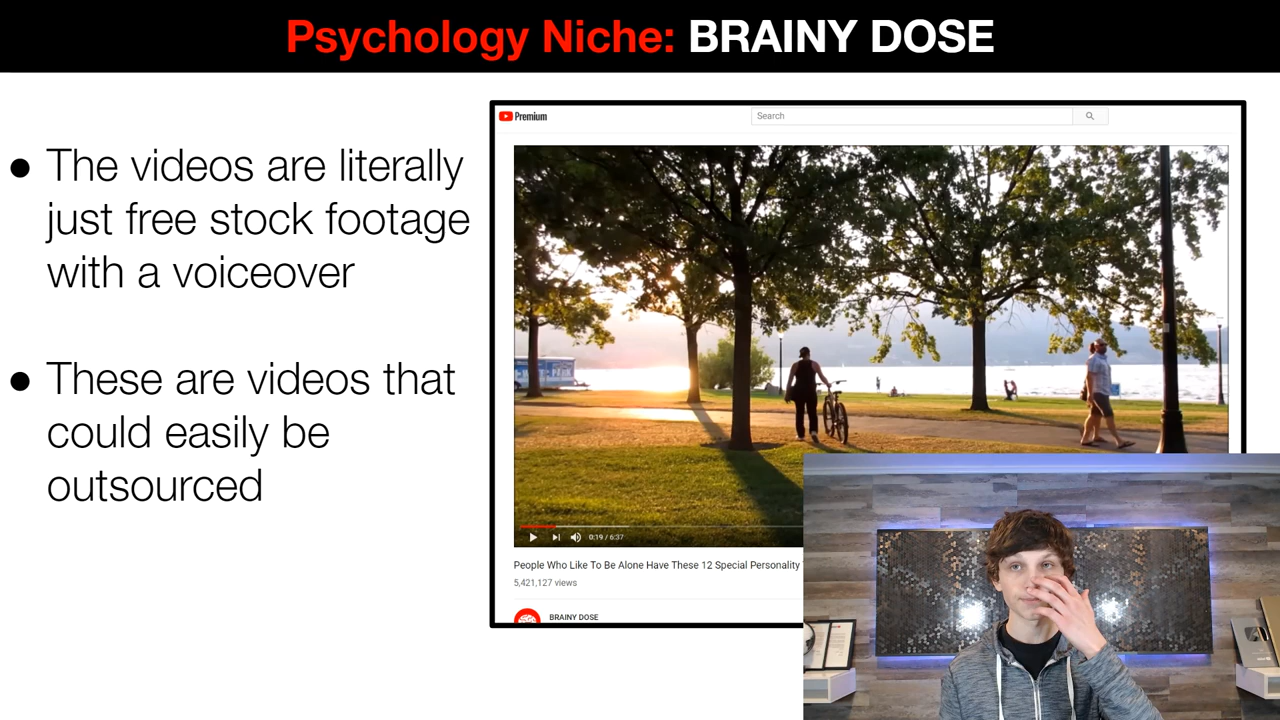 Psychology Niche: BRAINY DOSE
● The videos are literally
just free stock footage
with a voiceover
● These are videos that
could easily be
outsourced
Premium
Search
0:19 / 6:37
People Who Like To Be Alone Have These 12 Special Personality
5,421,127 views
BRAINY DOSE